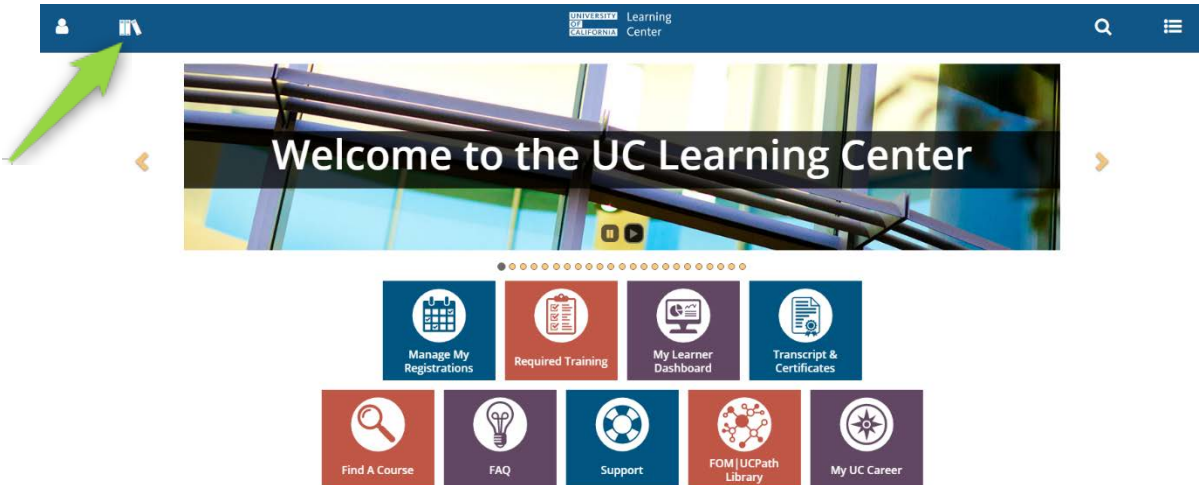 UNIVERSITY
OF
CALIFORNIA
Learning
Center
Welcome to the UC Learning Center
Manage My
Registrations
Required Training
My Learner
Dashboard
Transcript &
Certificates
Find A Course
FAQ
Support
FOM|UCPath
Library
My UC Career